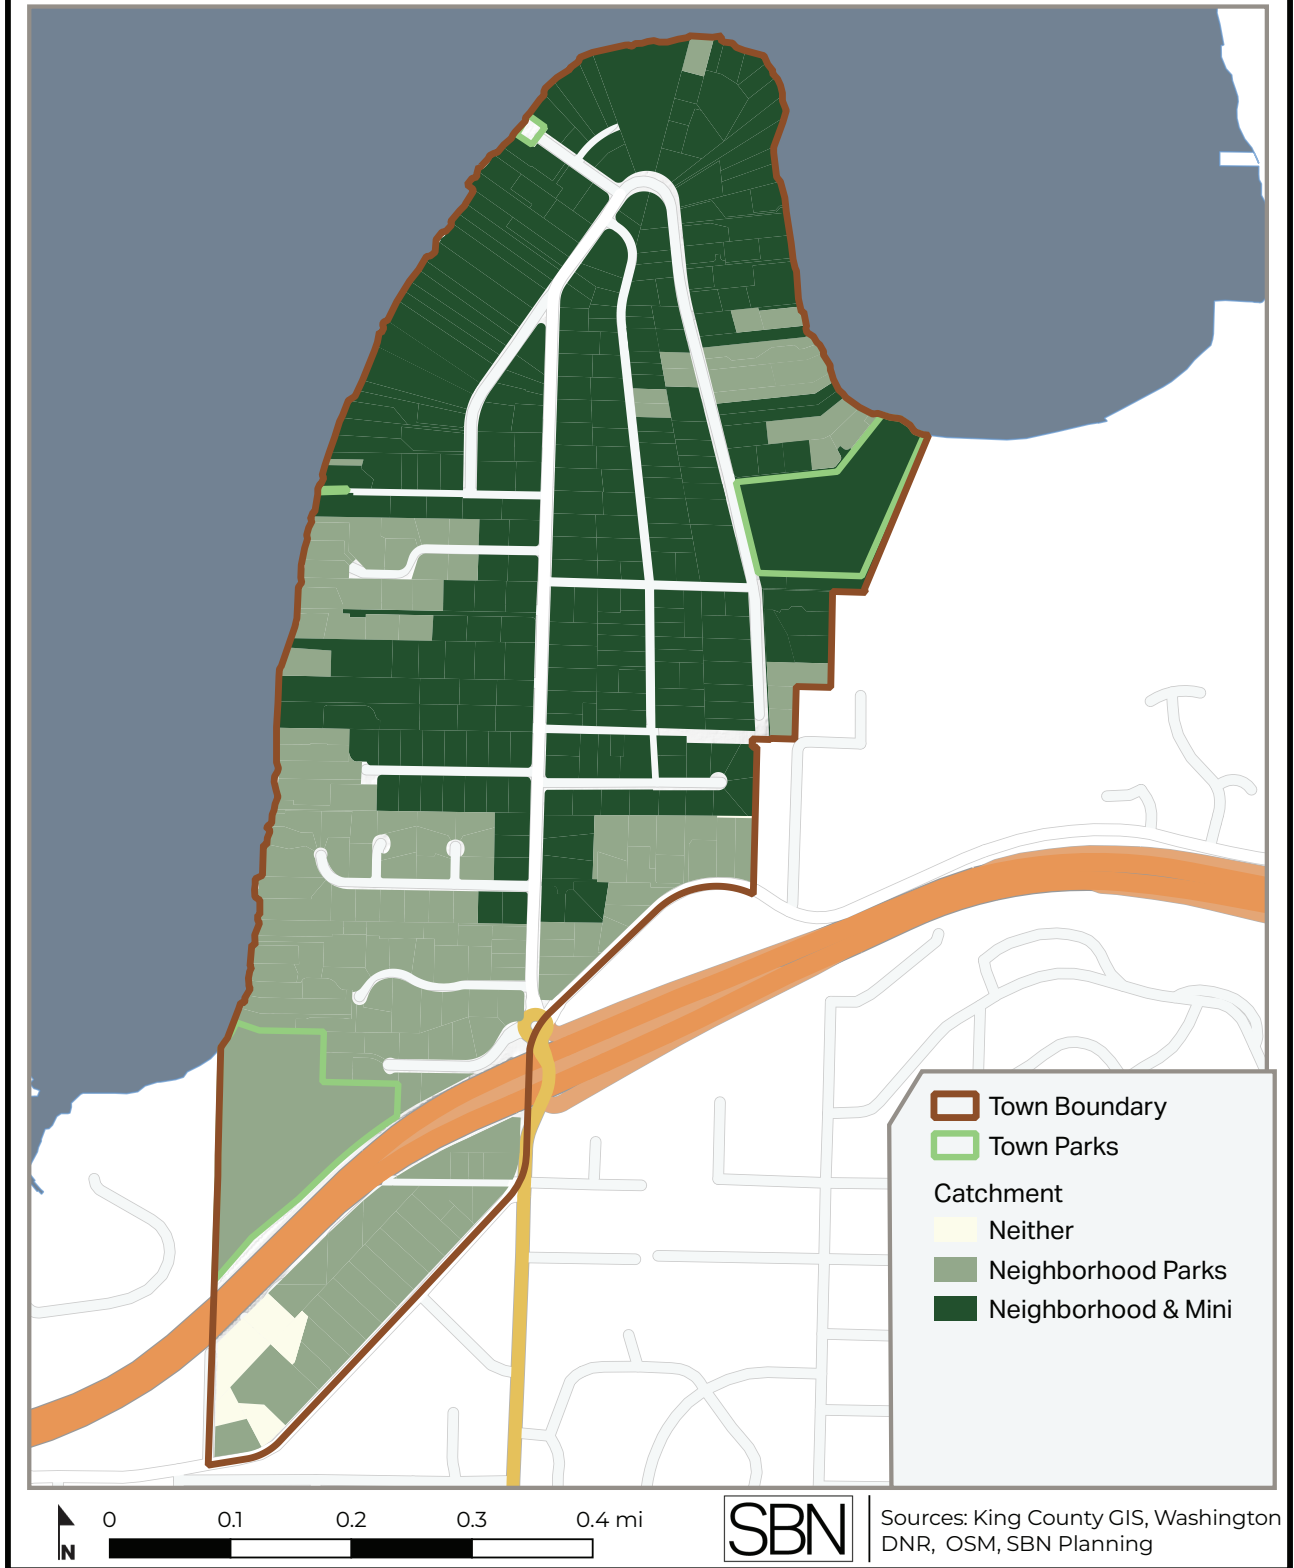 Town Boundary
Town Parks
Catchment
Neither
Neighborhood Parks
Neighborhood & Mini
N
0 0.1 0.2 0.3 0.4 mi
SBN
Sources: King County GIS, Washington
DNR, OSM, SBN Planning